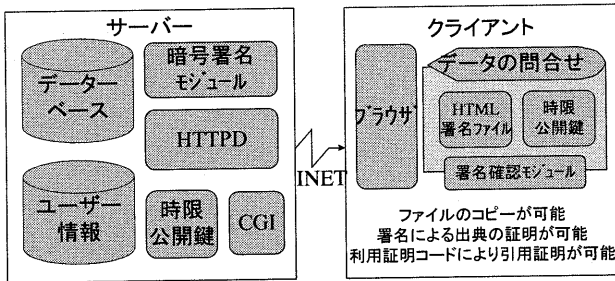 サーバー
データー
ベース
暗号署名
モジュール
HTTPD
ユーザー
情報
時限
公開鍵
CGI
INET
クライアント
ブラウザ
データの問合せ
HTML
署名ファイル
時限
公開鍵
署名確認モジュール
ファイルのコピーが可能
署名による出典の証明が可能
利用証明コードにより引用証明が可能